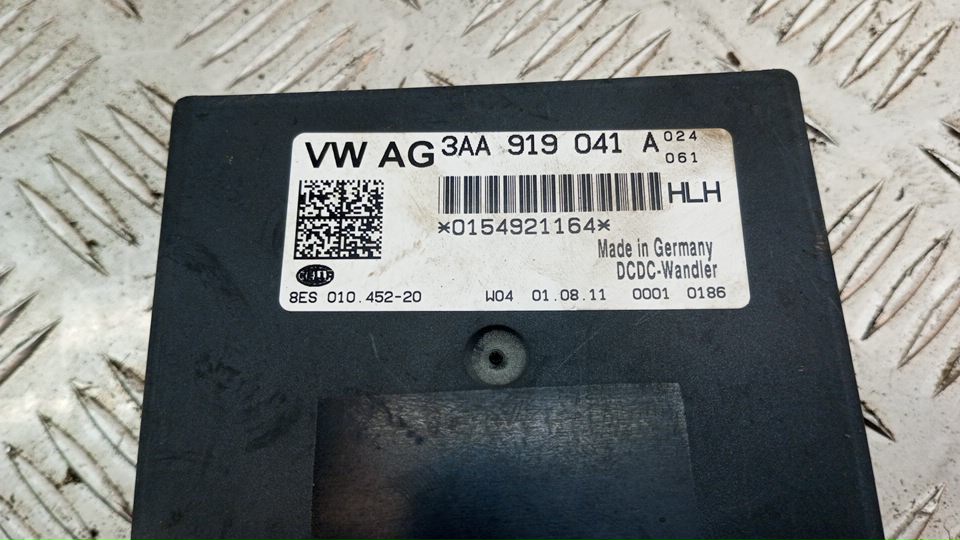 VW AG 3AA 919 041 A 024
061
HLH
*0154921164*
Made in Germany
DCDC-Wandler
HELLA
8ES 010.452-20 W04 01.08.11 0001 0186